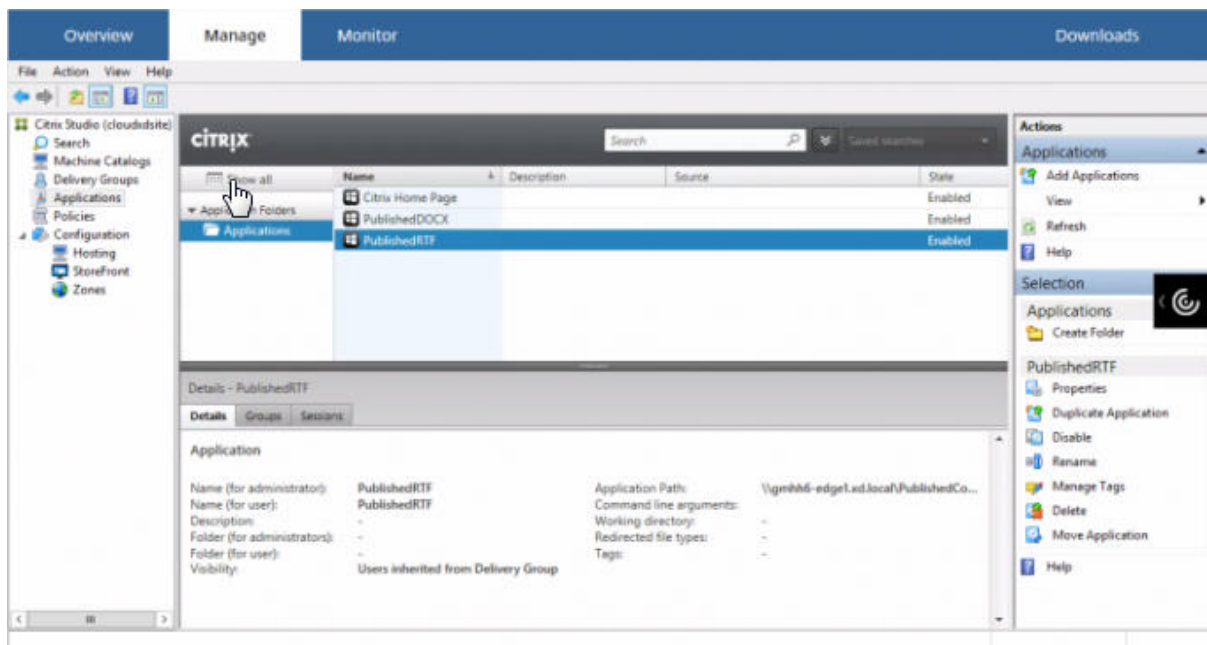 Overview Manage Monitor Downloads
File Action View Help
Citrix Studio (cloudxdsite)
Search
Machine Catalogs
Delivery Groups
Applications
Policies
Configuration
Hosting
StoreFront
Zones
CITRIX
Search
Saved searches
Show all
Application Folders
Applications
Name Description Source State
Citrix Home Page Enabled
PublishedDOCX Enabled
PublishedRTF Enabled
Details - PublishedRTF
Details Groups Sessions
Application
Name (for administrator): PublishedRTF
Name (for user): PublishedRTF
Description: -
Folder (for administrators): -
Folder (for user): -
Visibility: Users inherited from Delivery Group
Application Path: \\gmhh6-edge1.xd.local\PublishedCo...
Command line arguments:
Working directory: -
Redirected file types: -
Tags: -
Actions
Applications
Add Applications
View
Refresh
Help
Selection
Applications
Create Folder
PublishedRTF
Properties
Duplicate Application
Disable
Rename
Manage Tags
Delete
Move Application
Help